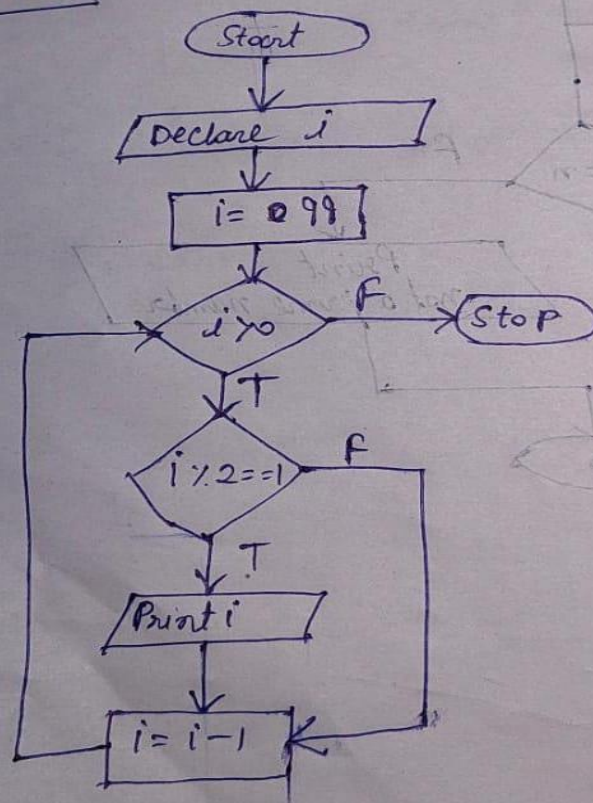 Start
Declare i
i= 99
i>0
F
Stop
T
i%2==1
F
T
Print i
i= i-1